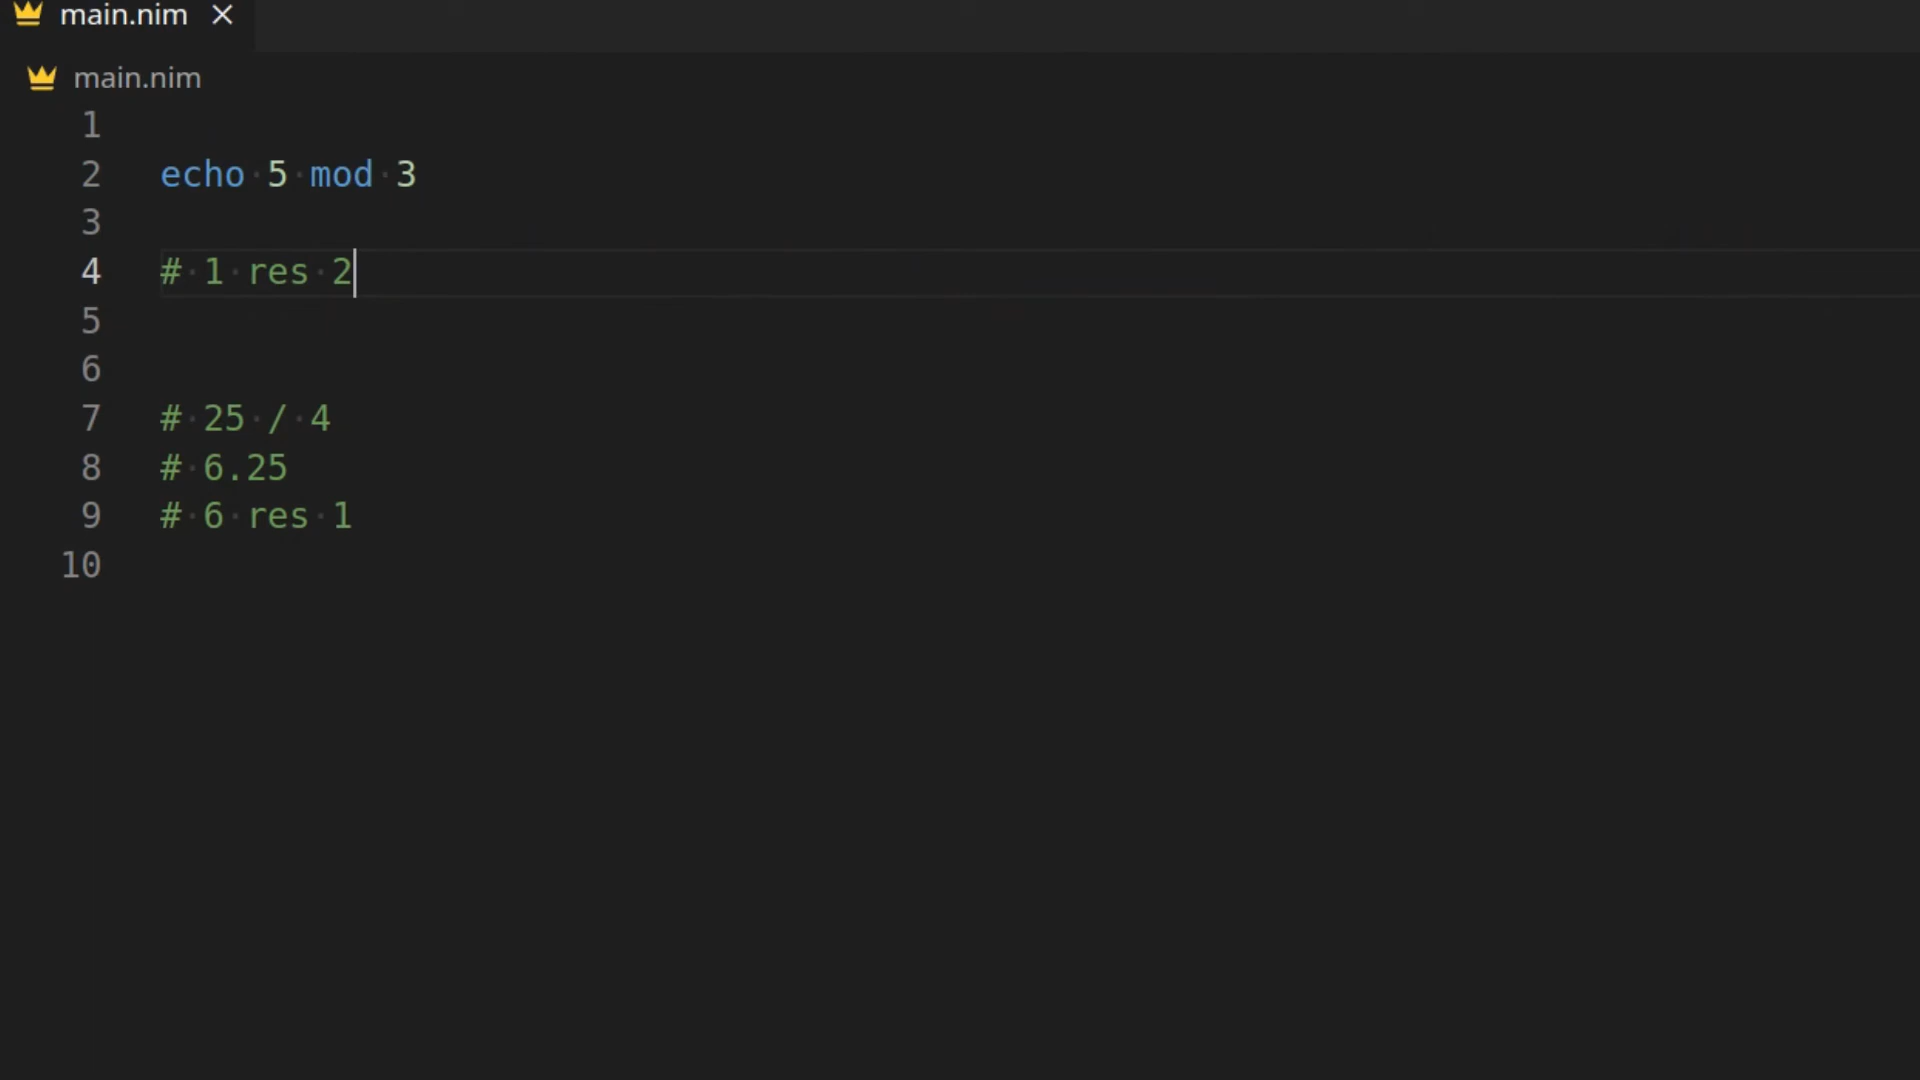 main.nim
main.nim
1
2 echo 5 mod 3
3
4 # 1 res 2
5
6
7 # 25 / 4
8 # 6.25
9 # 6 res 1
10